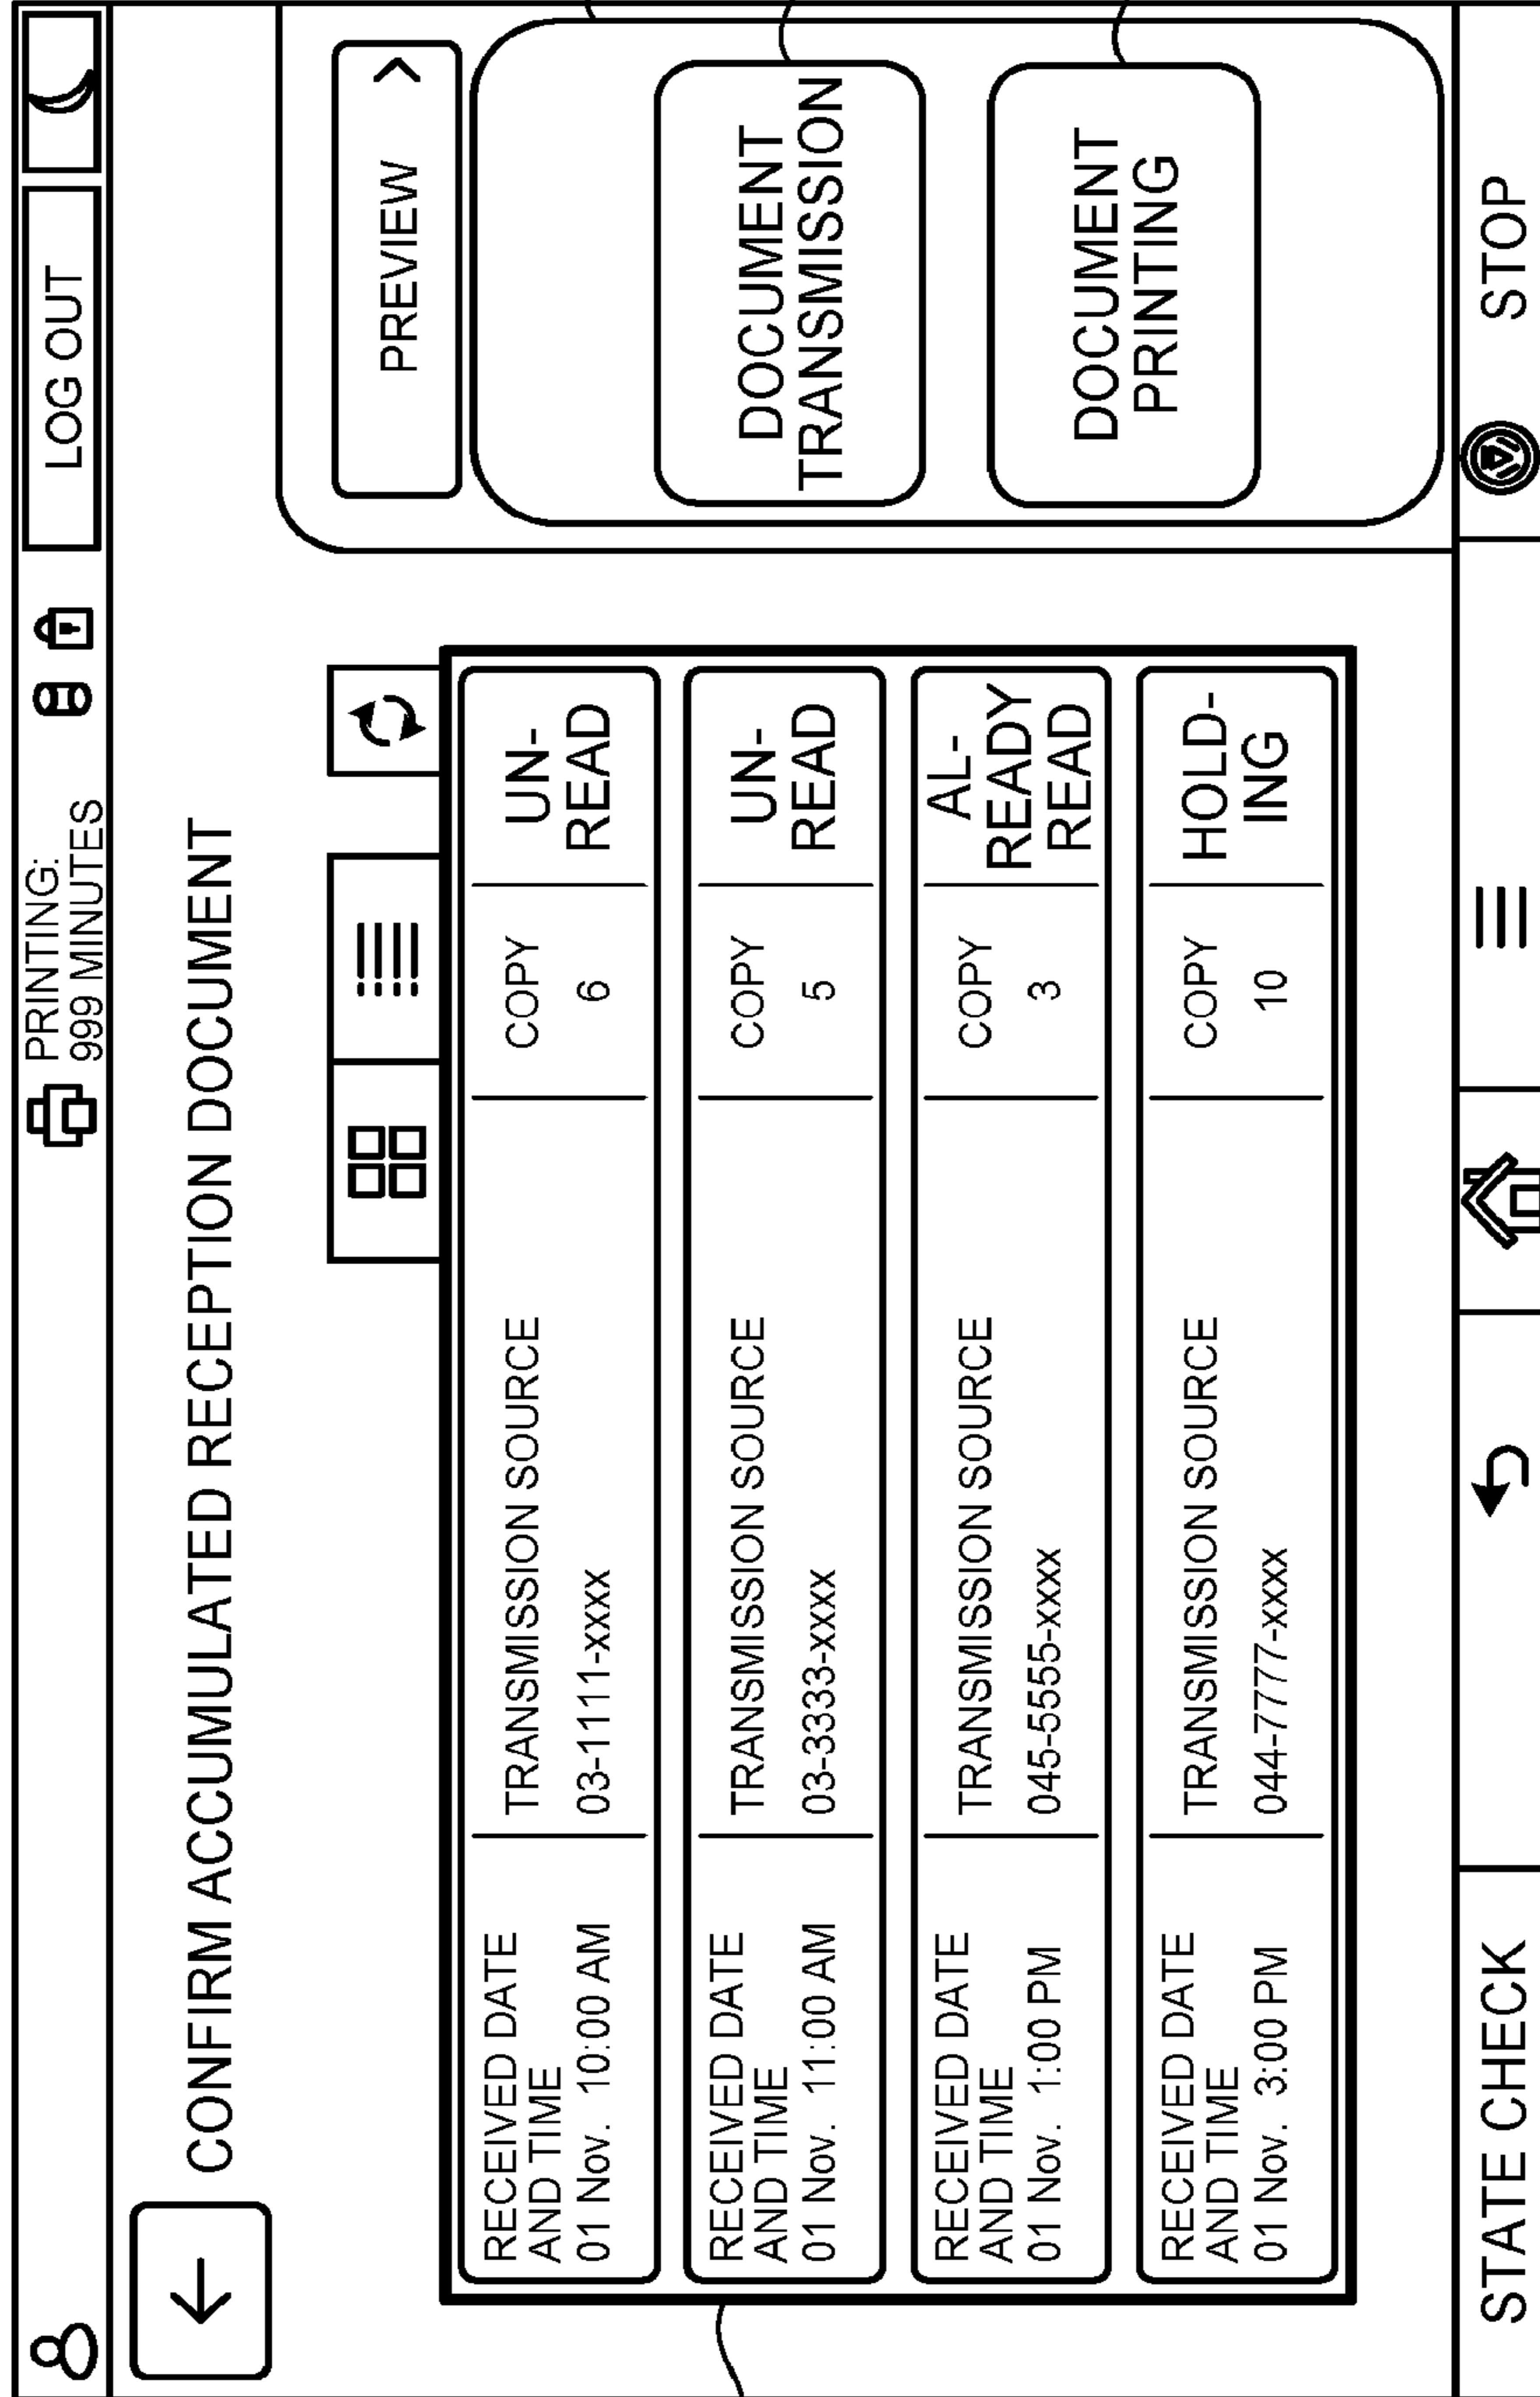 PRINTING:
999 MINUTES
LOG OUT
CONFIRM ACCUMULATED RECEPTION DOCUMENT
PREVIEW
RECEIVED DATE
AND TIME
01 Nov. 10:00 AM
TRANSMISSION SOURCE
03-1111-xxxx
COPY
6
UN-
READ
RECEIVED DATE
AND TIME
01 Nov. 11:00 AM
TRANSMISSION SOURCE
03-3333-xxxx
COPY
5
UN-
READ
RECEIVED DATE
AND TIME
01 Nov. 1:00 PM
TRANSMISSION SOURCE
045-5555-xxxx
COPY
3
AL-
READY
READ
RECEIVED DATE
AND TIME
01 Nov. 3:00 PM
TRANSMISSION SOURCE
044-7777-xxxx
COPY
10
HOLD-
ING
DOCUMENT
TRANSMISSION
DOCUMENT
PRINTING
STATE CHECK
STOP